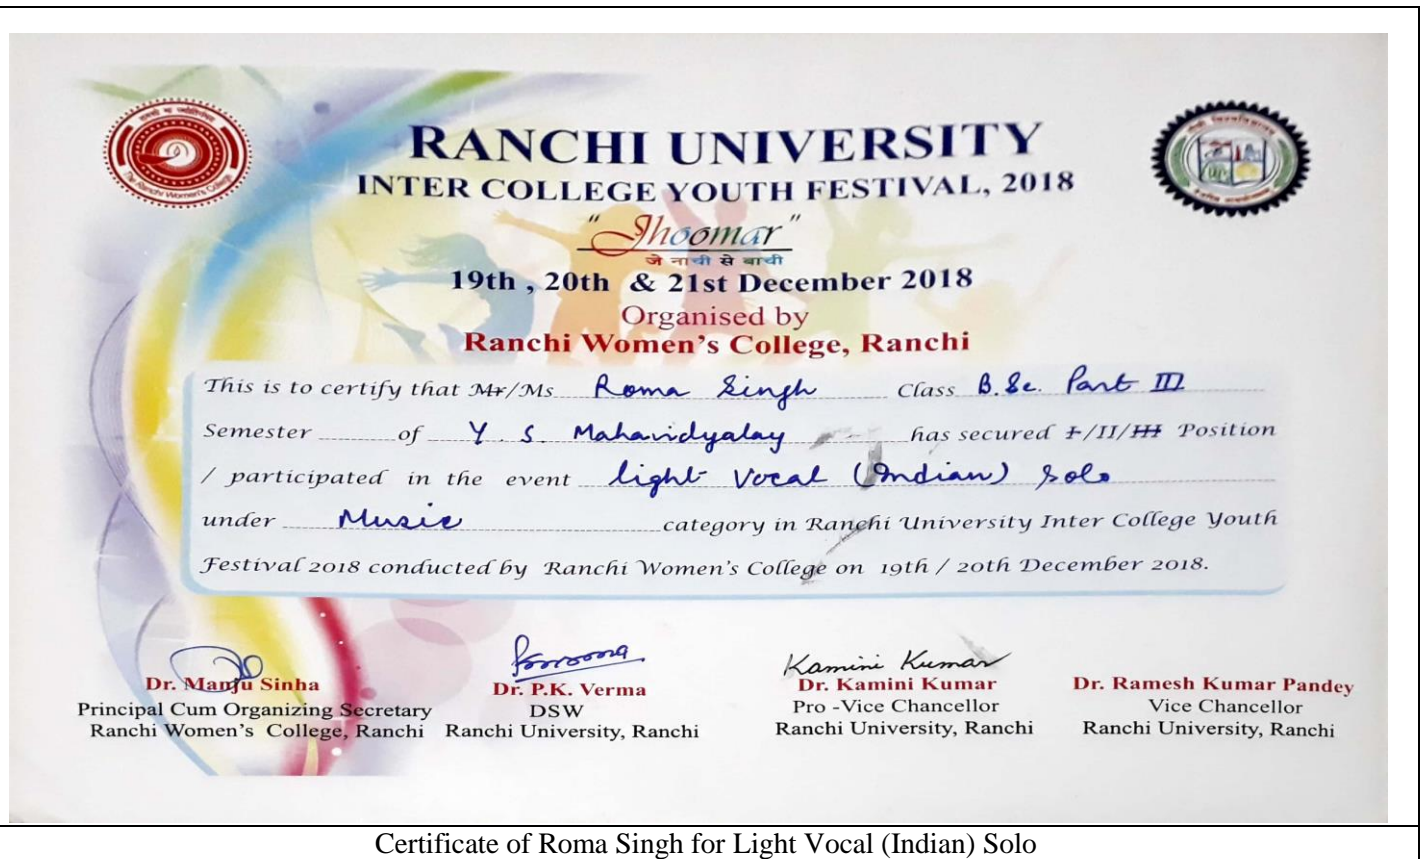 RANCHI UNIVERSITY
INTER COLLEGE YOUTH FESTIVAL, 2018
"Jhoomar"
जे नाची से बाची
19th , 20th & 21st December 2018
Organised by
Ranchi Women's College, Ranchi
The Ranchi Women's College
This is to certify that Mr/Ms Roma Singh Class B.Sc. Part III
Semester of Y. S. Mahavidyalay has secured I/II/III Position
/ participated in the event light Vocal (Indian) Solo
under Music category in Ranchi University Inter College Youth
Festival 2018 conducted by Ranchi Women's College on 19th / 20th December 2018.
Kamini Kumar
Dr. Manju Sinha
Principal Cum Organizing Secretary
Ranchi Women's College, Ranchi
Dr. P.K. Verma
DSW
Ranchi University, Ranchi
Dr. Kamini Kumar
Pro -Vice Chancellor
Ranchi University, Ranchi
Dr. Ramesh Kumar Pandey
Vice Chancellor
Ranchi University, Ranchi
Certificate of Roma Singh for Light Vocal (Indian) Solo